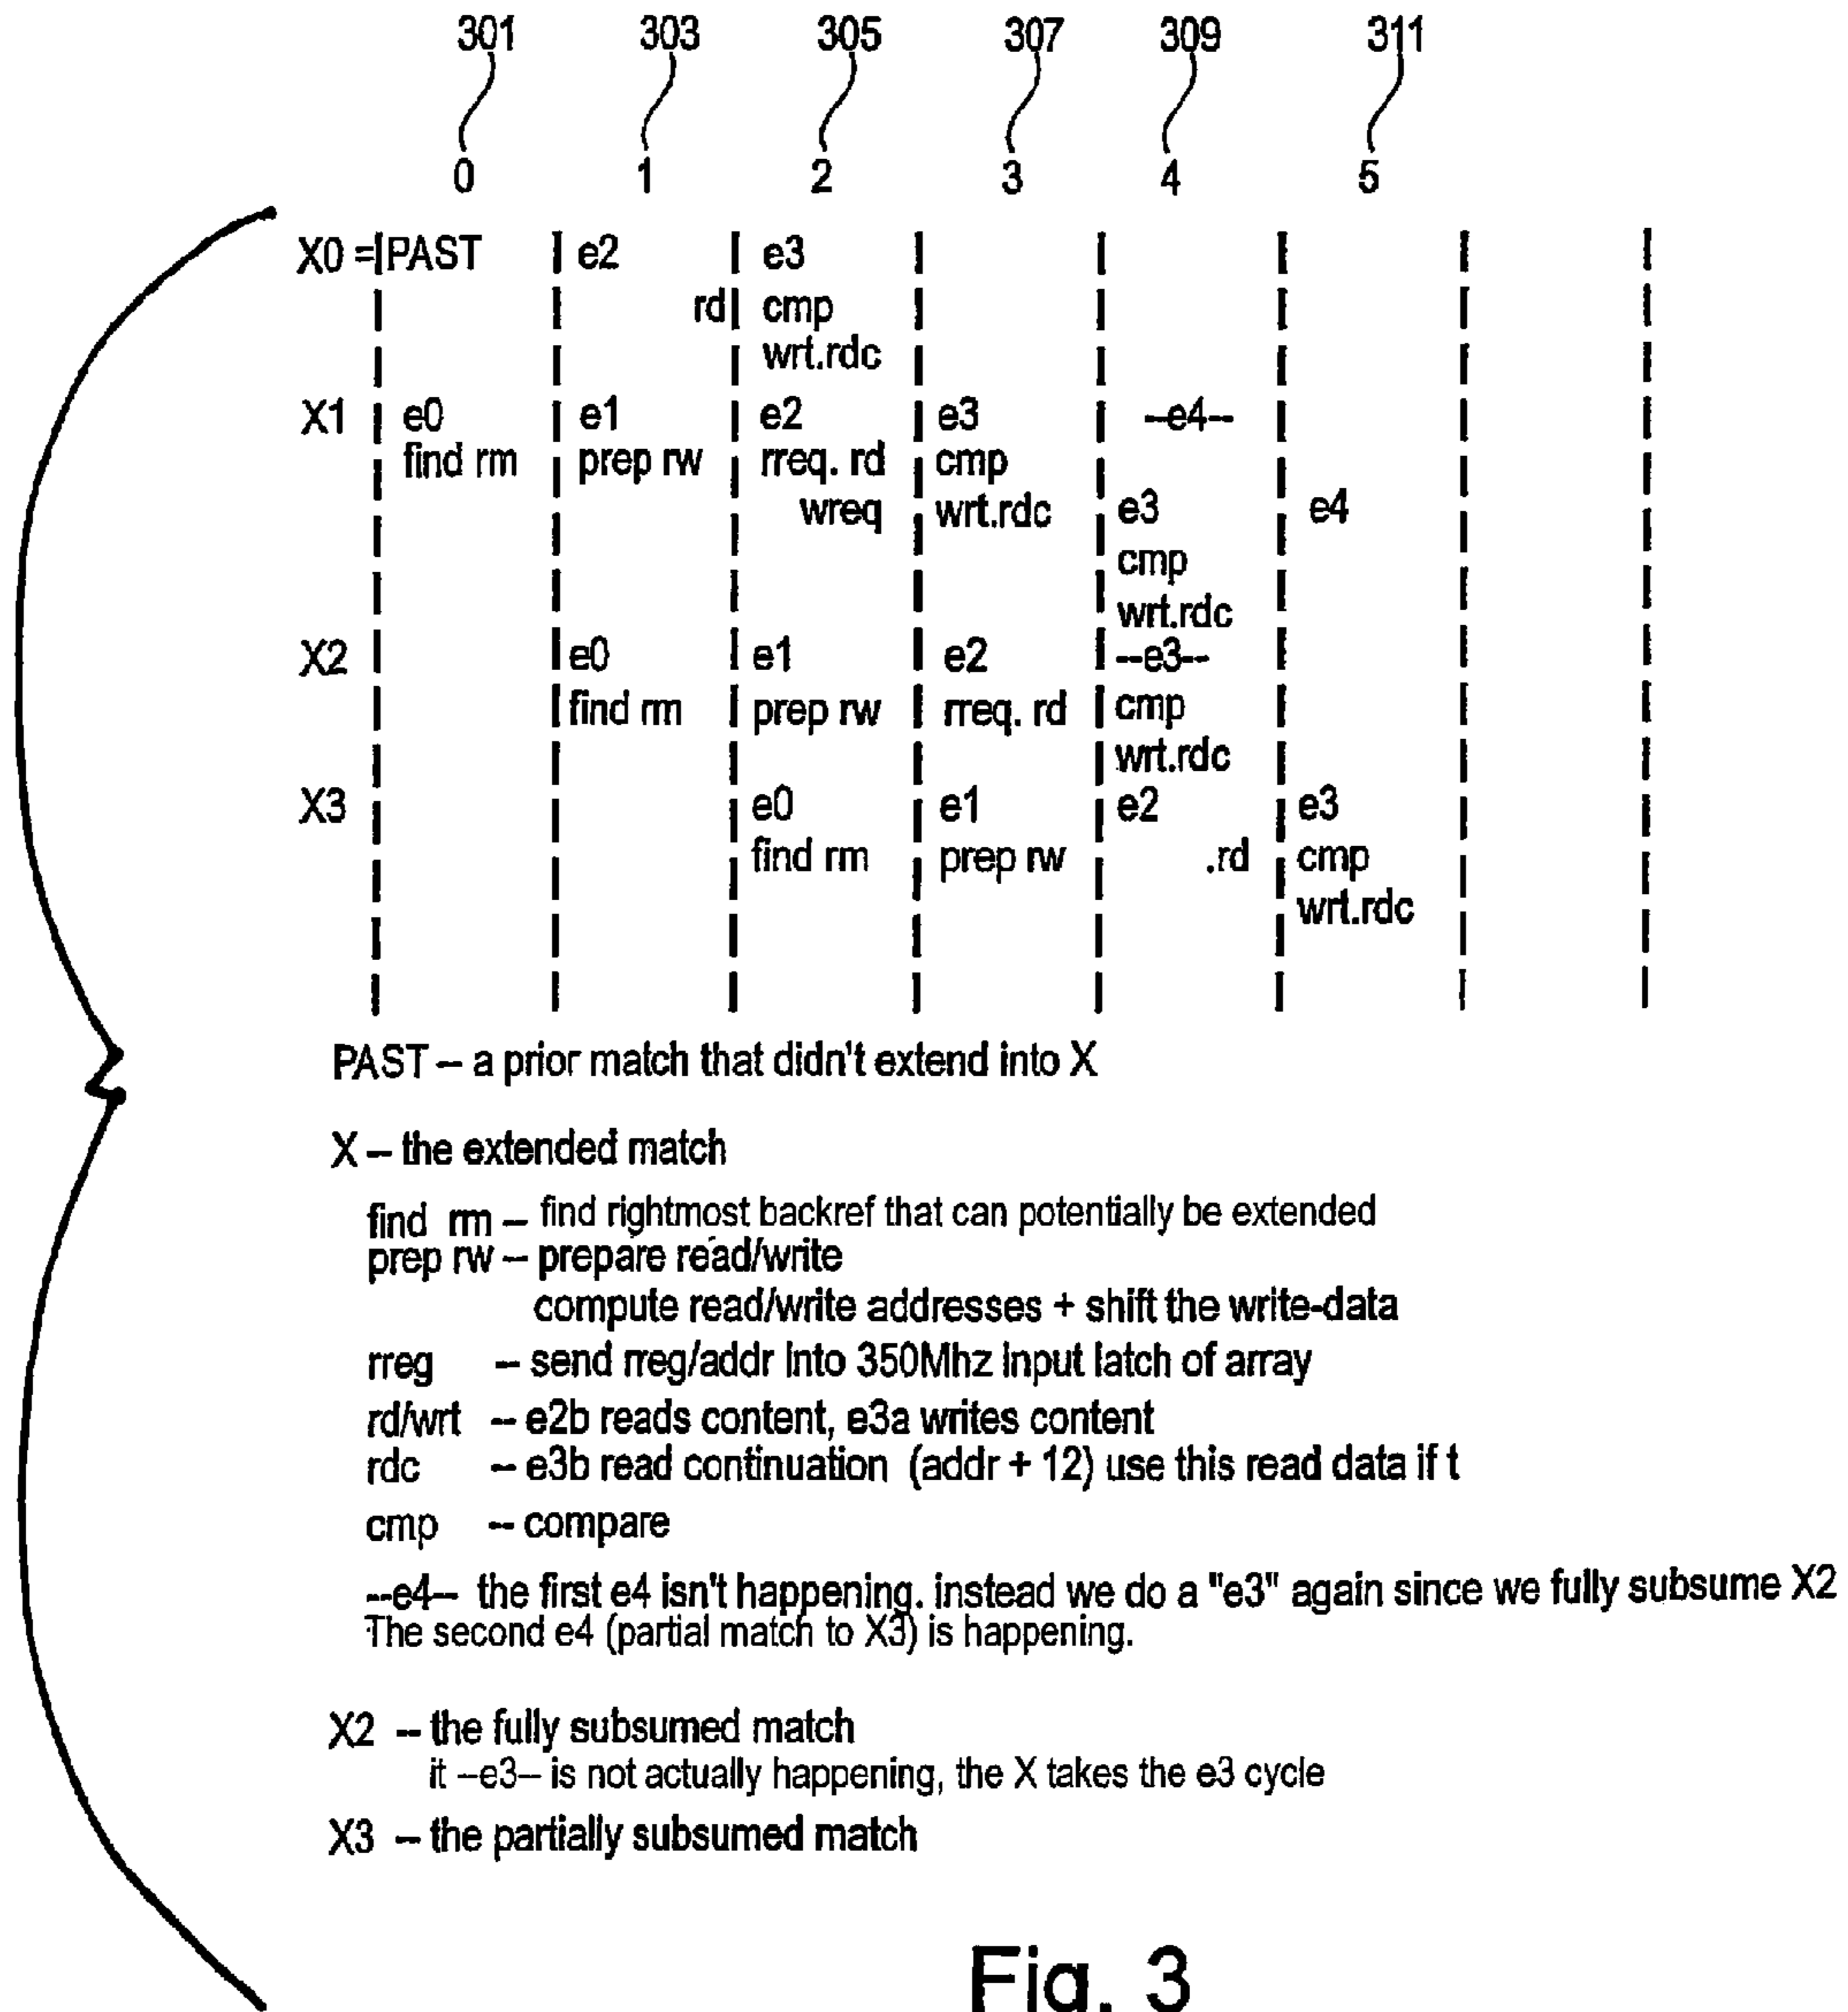 301 303 305 307 309 311
0 1 2 3 4 5
X0 = PAST e2 e3
rd cmp
wrt.rdc
X1 e0 e1 e2 e3 --e4--
find rm prep rw rreq. rd cmp
wreq wrt.rdc e3 e4
cmp
wrt.rdc
X2 e0 e1 e2 --e3--
find rm prep rw rreq. rd cmp
wrt.rdc
X3 e0 e1 e2 e3
find rm prep rw .rd cmp
wrt.rdc
PAST -- a prior match that didn't extend into X
X -- the extended match
find rm -- find rightmost backref that can potentially be extended
prep rw -- prepare read/write
compute read/write addresses + shift the write-data
rreg -- send rreg/addr into 350Mhz input latch of array
rd/wrt -- e2b reads content, e3a writes content
rdc -- e3b read continuation (addr + 12) use this read data if t
cmp -- compare
--e4-- the first e4 isn't happening. instead we do a "e3" again since we fully subsume X2
The second e4 (partial match to X3) is happening.
X2 -- the fully subsumed match
it --e3-- is not actually happening, the X takes the e3 cycle
X3 -- the partially subsumed match
Fig. 3